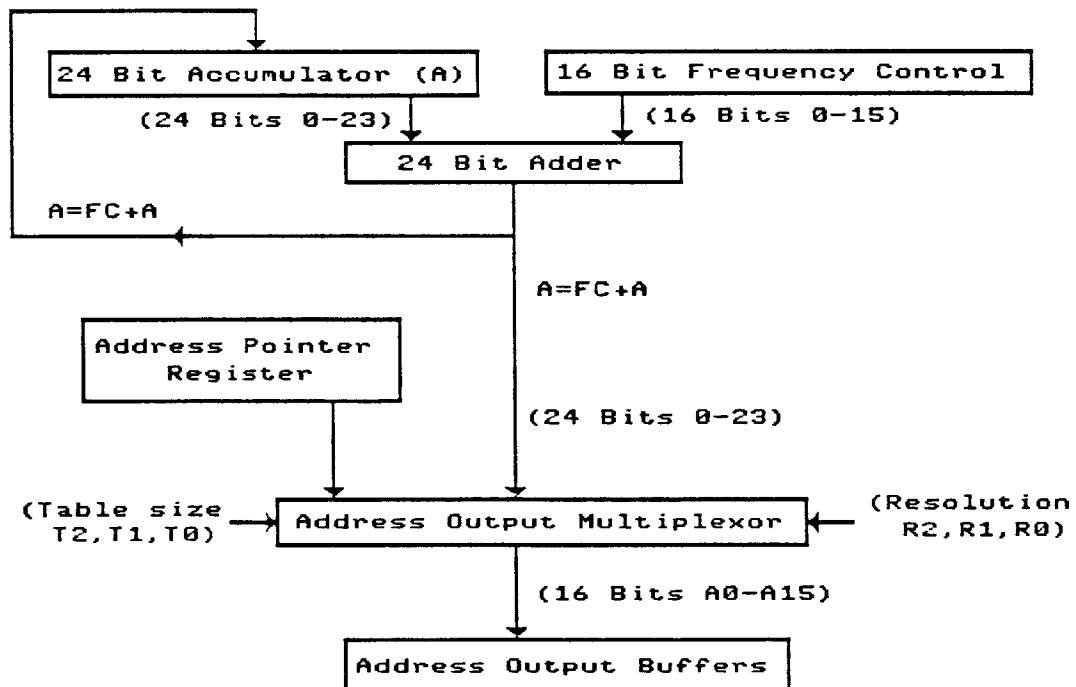 24 Bit Accumulator (A)
16 Bit Frequency Control
(24 Bits 0-23)
(16 Bits 0-15)
24 Bit Adder
A=FC+A
A=FC+A
Address Pointer
Register
(24 Bits 0-23)
(Table size
T2,T1,T0)
Address Output Multiplexor
(Resolution
R2,R1,R0)
(16 Bits A0-A15)
Address Output Buffers